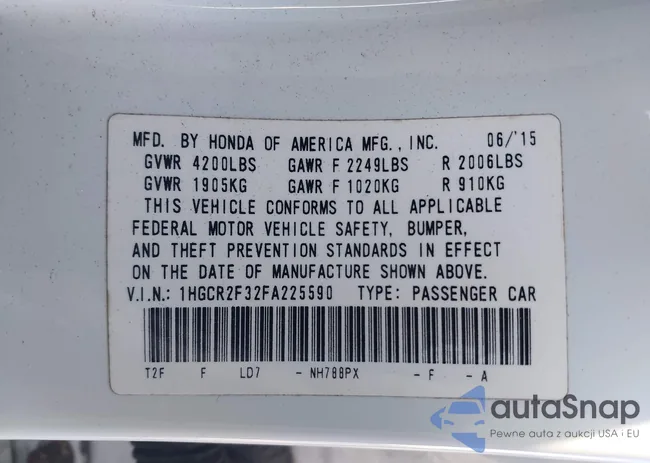 MFD. BY HONDA OF AMERICA MFG., INC. 06/'15
GVWR 4200LBS GAWR F 2249LBS R 2006LBS
GVWR 1905KG GAWR F 1020KG R 910KG
THIS VEHICLE CONFORMS TO ALL APPLICABLE
FEDERAL MOTOR VEHICLE SAFETY, BUMPER,
AND THEFT PREVENTION STANDARDS IN EFFECT
ON THE DATE OF MANUFACTURE SHOWN ABOVE.
V.I.N.: 1HGCR2F32FA225590 TYPE: PASSENGER CAR
T2F F LD7 - NH788PX - F - A
autaSnap
Pewne auta z aukcji USA i EU